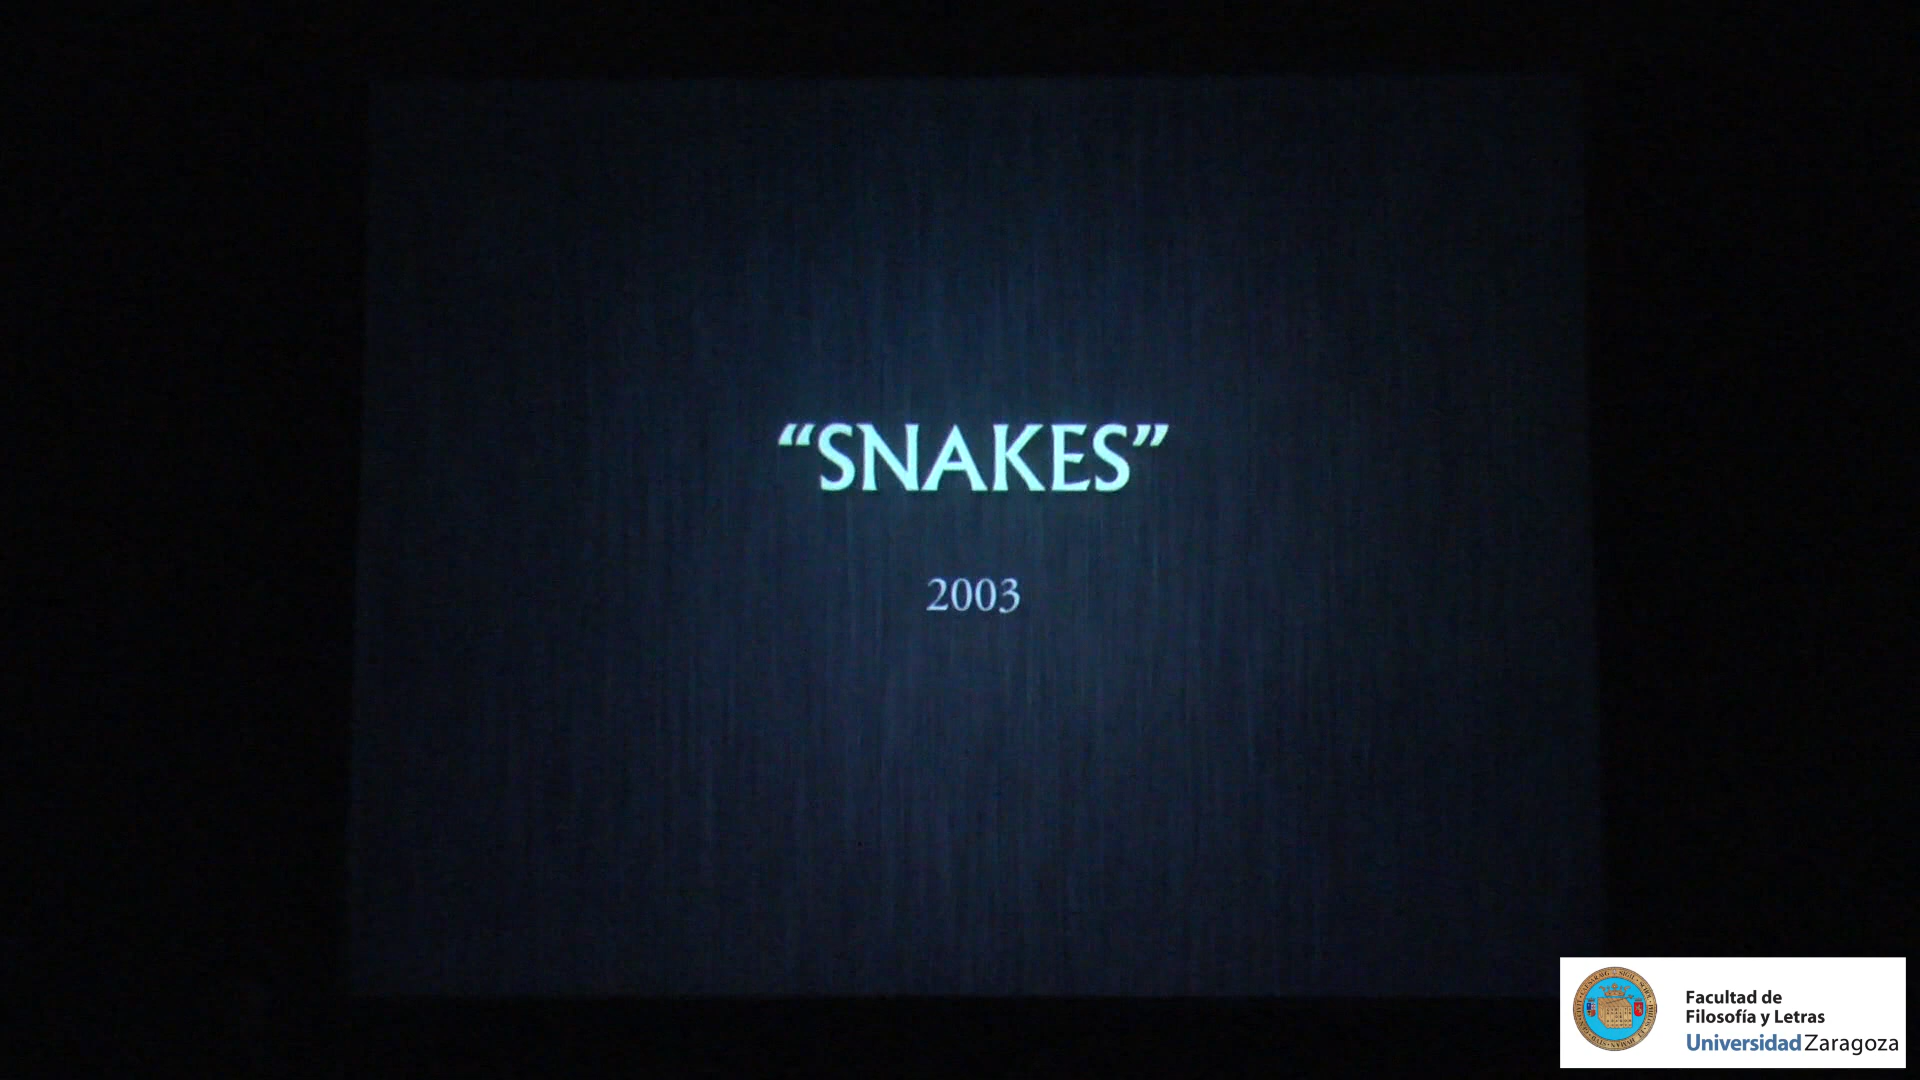 “SNAKES”
2003
Facultad de
Filosofía y Letras
Universidad Zaragoza